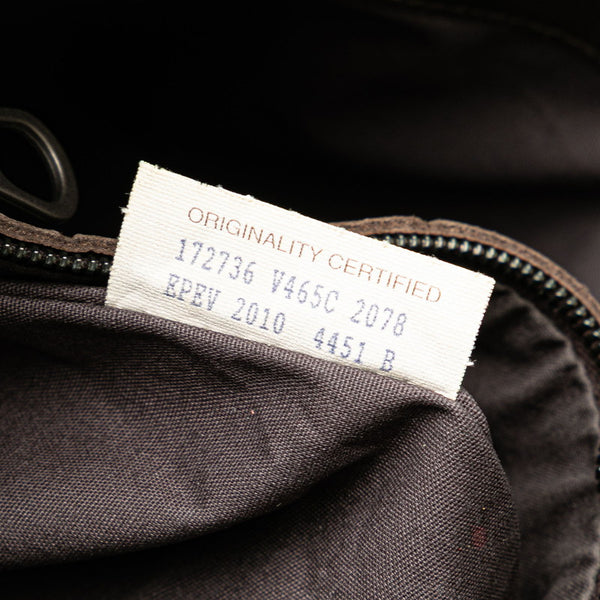 ORIGINALITY CERTIFIED
172736 V465C 2078
EPEV 2010 4451 B